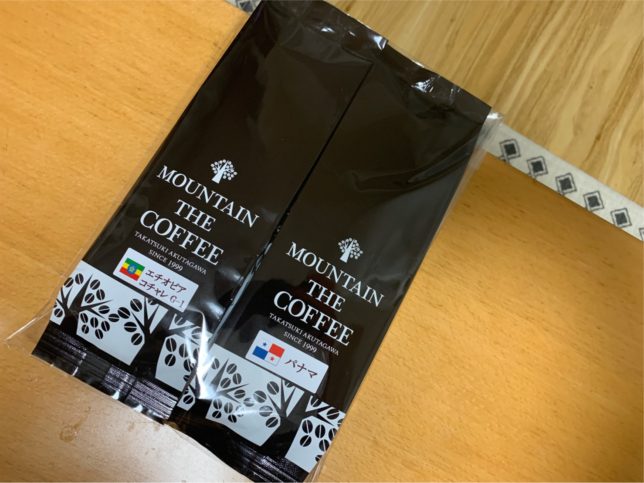 MOUNTAIN
THE
COFFEE
TAKATSUKI AKUTAGAWA
SINCE 1999
エチオピア
コチャレ G-1
MOUNTAIN
THE
COFFEE
TAKATSUKI AKUTAGAWA
SINCE 1999
パナマ